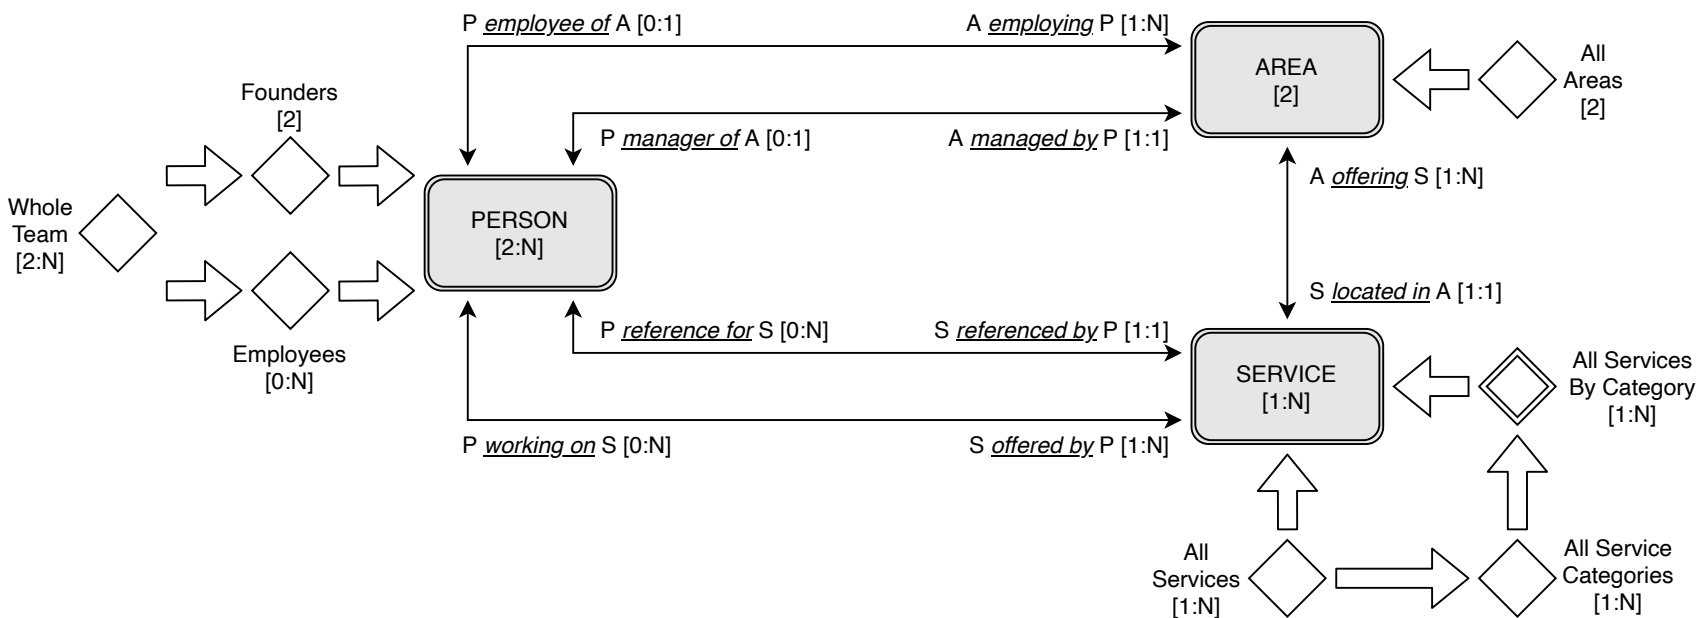 P employee of A [0:1]
A employing P [1:N]
AREA
[2]
All
Areas
[2]
Founders
[2]
P manager of A [0:1]
A managed by P [1:1]
A offering S [1:N]
Whole
Team
[2:N]
PERSON
[2:N]
S located in A [1:1]
Employees
[0:N]
P reference for S [0:N]
S referenced by P [1:1]
SERVICE
[1:N]
All Services
By Category
[1:N]
P working on S [0:N]
S offered by P [1:N]
All
Services
[1:N]
All Service
Categories
[1:N]